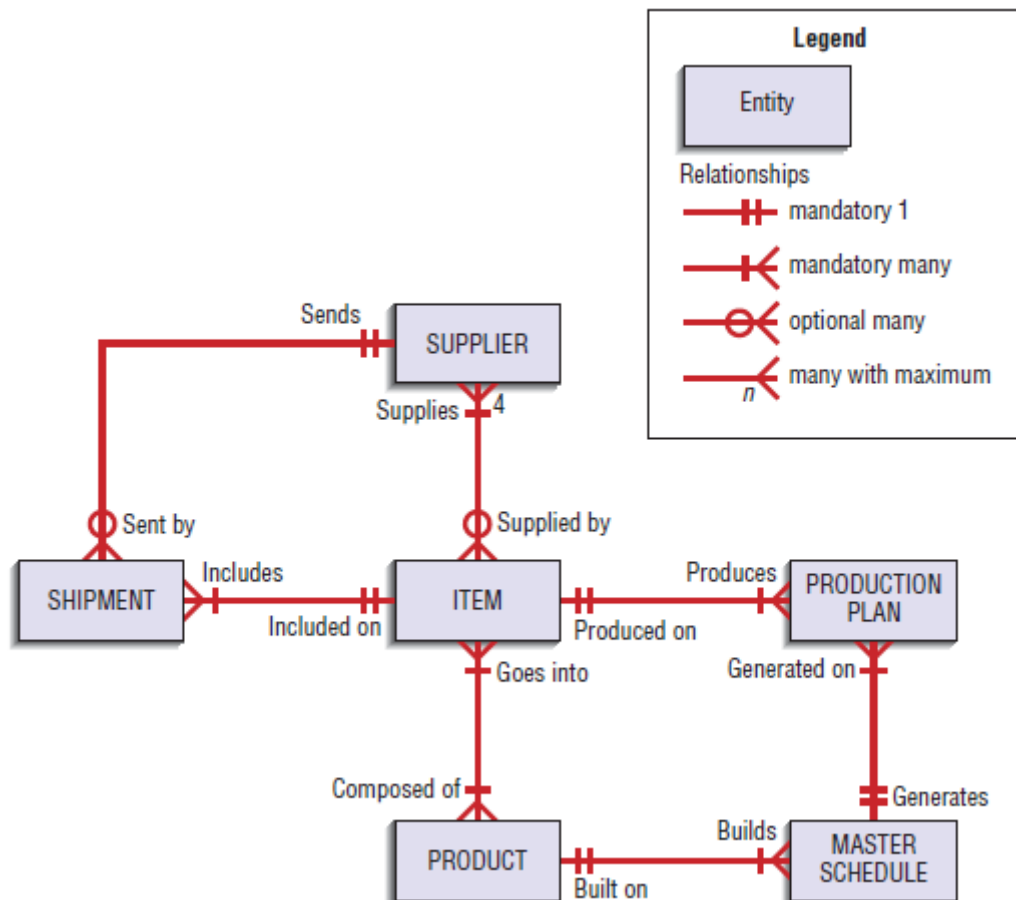 Legend
Entity
Relationships
mandatory 1
mandatory many
optional many
n
many with maximum
Sends
SUPPLIER
Supplies
4
Sent by
Supplied by
SHIPMENT
Includes
Included on
ITEM
Produced on
Produces
PRODUCTION
PLAN
Goes into
Generated on
Composed of
Generates
PRODUCT
Built on
Builds
MASTER
SCHEDULE